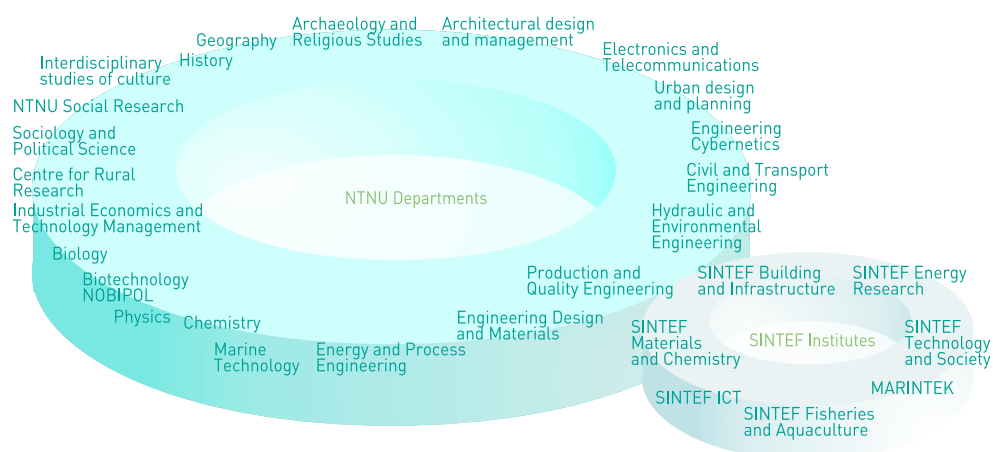 Archaeology and
Religious Studies
Architectural design
and management
Geography
History
Electronics and
Telecommunications
Interdisciplinary
studies of culture
Urban design
and planning
NTNU Social Research
Engineering
Cybernetics
Sociology and
Political Science
Civil and Transport
Engineering
Centre for Rural
Research
NTNU Departments
Industrial Economics and
Technology Management
Hydraulic and
Environmental
Engineering
Biology
Biotechnology
NOBIPOL
Production and
Quality Engineering
Physics
Chemistry
Engineering Design
and Materials
Marine
Technology
Energy and Process
Engineering
SINTEF Building
and Infrastructure
SINTEF Energy
Research
SINTEF
Materials
and Chemistry
SINTEF Institutes
SINTEF
Technology
and Society
SINTEF ICT
MARINTEK
SINTEF Fisheries
and Aquaculture